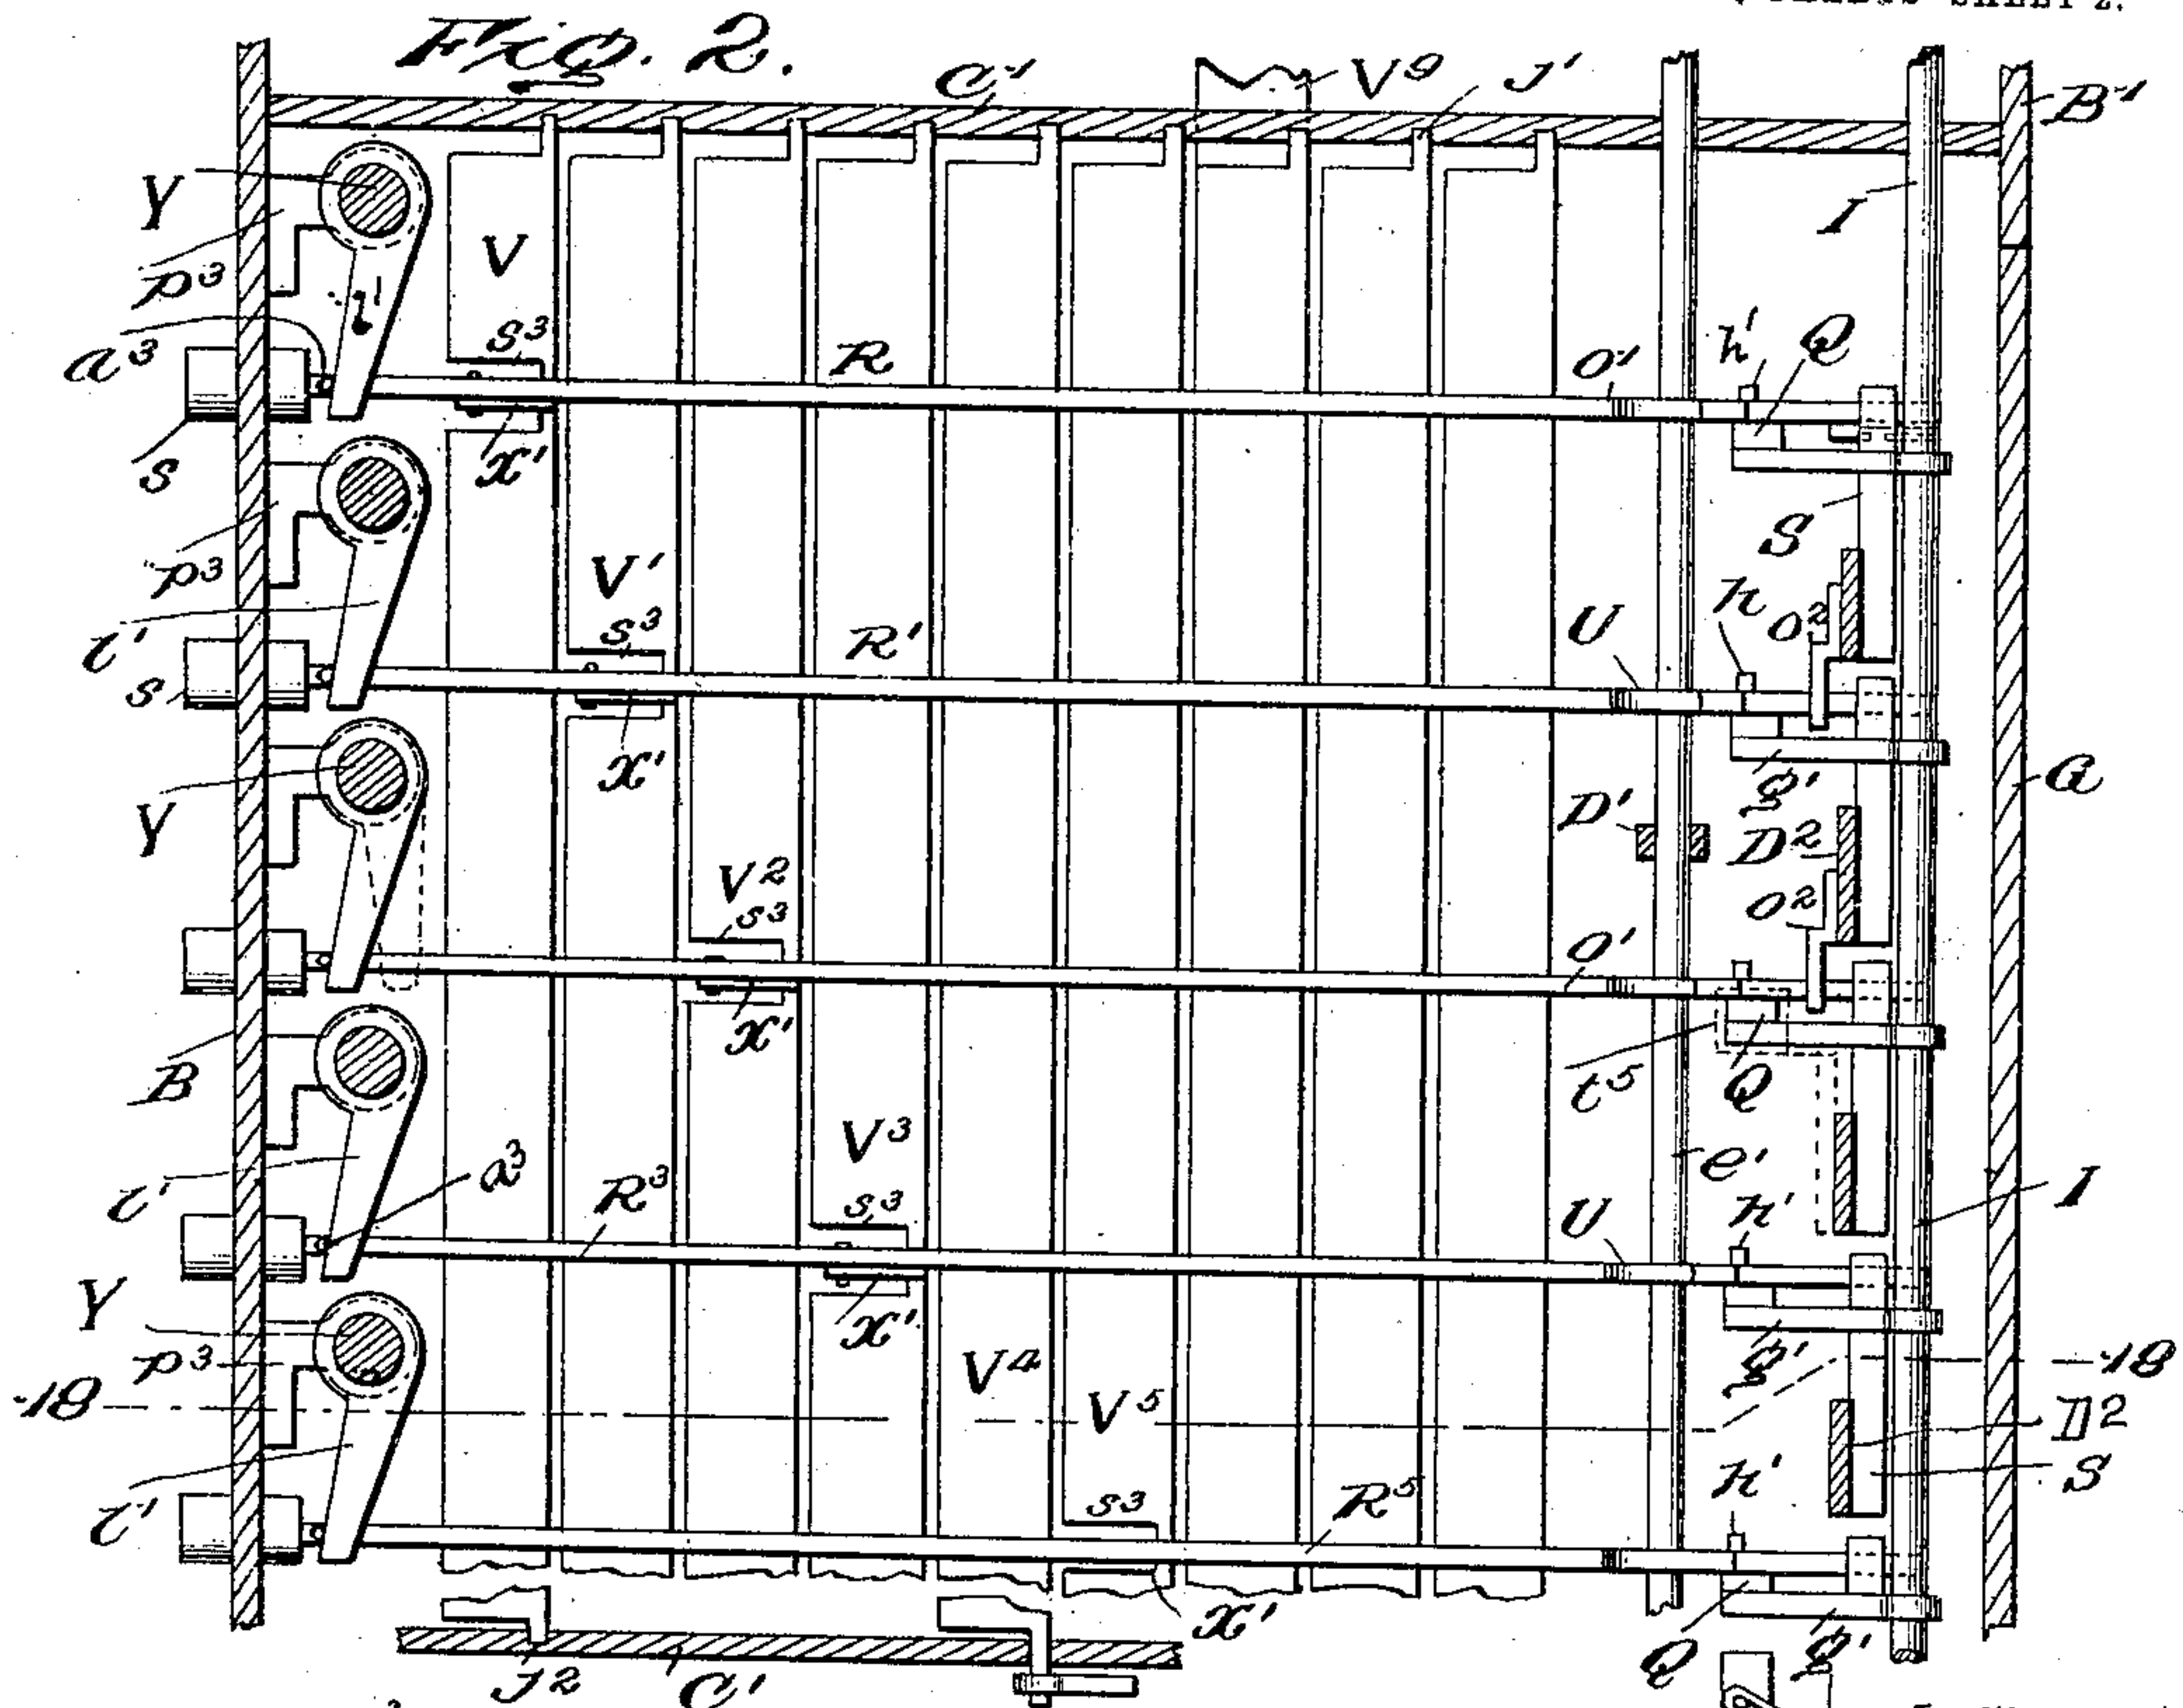 SHEET 2.
Fig. 2.
C'
V⁹
J'
B'
Y
I
V
p³
q'
s³
R
O'
h'
Q
a³
s
x'
S
p³
V'
s³
R'
U
h
O²
i'
s
x'
g'
D'
D²
G
Y
V²
s³
O²
O'
x'
B
t⁵
Q
V³
a³
R³
e'
i'
s³
U
h'
I
Y
x'
p³
V⁴
g'
18
18
V⁵
D²
h'
S
i'
s³
R⁵
x'
Q
g'
J²
C'